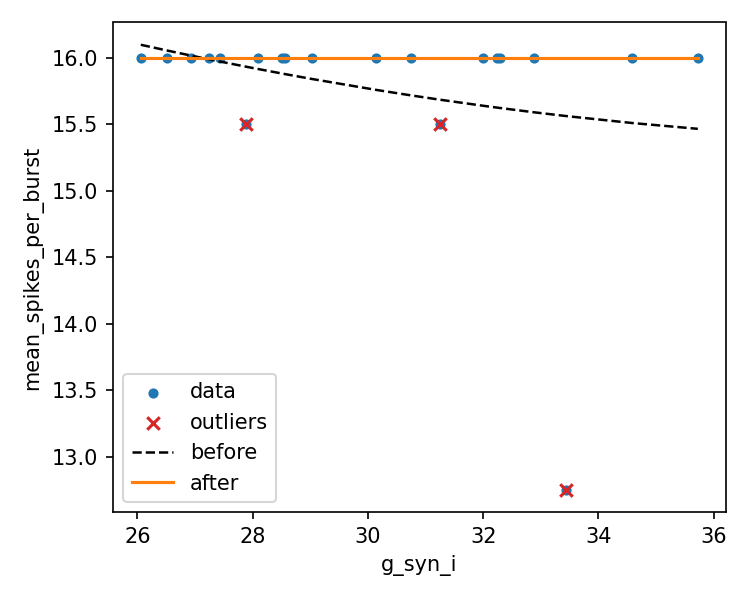 16.0
15.5
15.0
14.5
14.0
13.5
13.0
mean_spikes_per_burst
data
outliers
before
after
26 28 30 32 34 36
g_syn_i